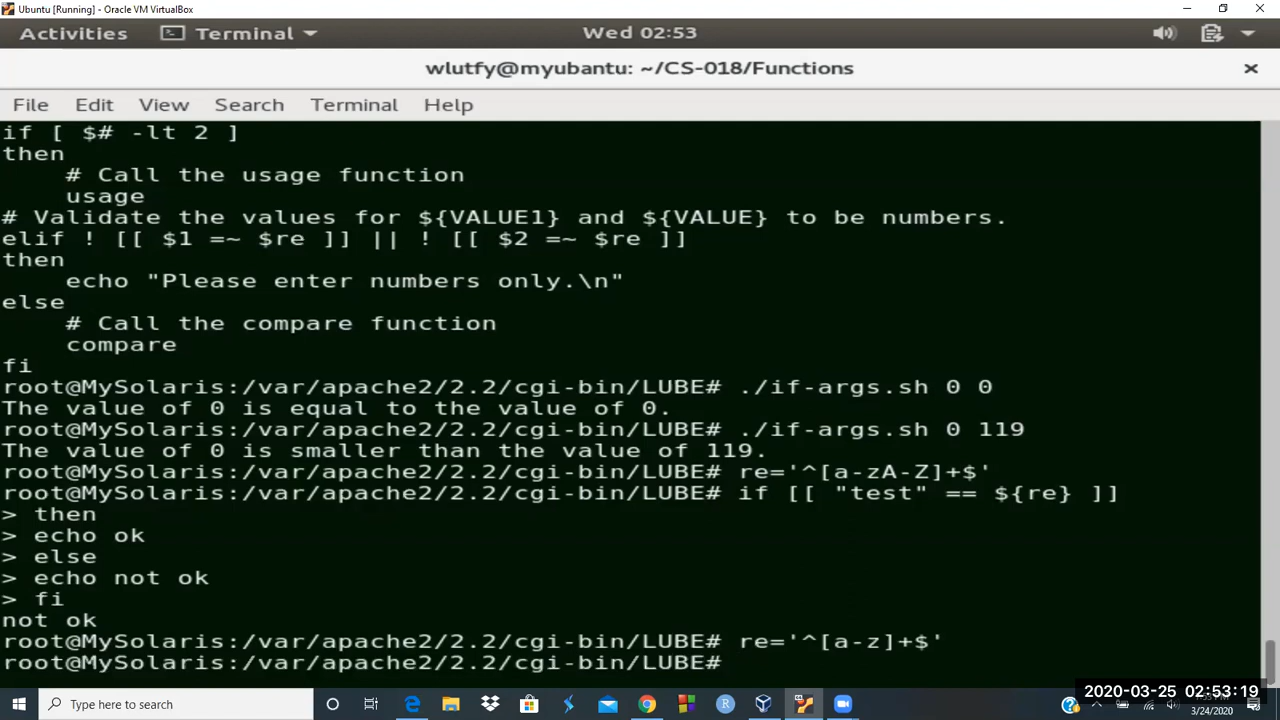 Ubuntu [Running] - Oracle VM VirtualBox
Activities Terminal Wed 02:53
wlutfy@myubantu: ~/CS-018/Functions
File Edit View Search Terminal Help
if [ $# -lt 2 ]
then
# Call the usage function
usage
# Validate the values for ${VALUE1} and ${VALUE} to be numbers.
elif ! [[ $1 =~ $re ]] || ! [[ $2 =~ $re ]]
then
echo "Please enter numbers only.\n"
else
# Call the compare function
compare
fi
root@MySolaris:/var/apache2/2.2/cgi-bin/LUBE# ./if-args.sh 0 0
The value of 0 is equal to the value of 0.
root@MySolaris:/var/apache2/2.2/cgi-bin/LUBE# ./if-args.sh 0 119
The value of 0 is smaller than the value of 119.
root@MySolaris:/var/apache2/2.2/cgi-bin/LUBE# re='^[a-zA-Z]+$'
root@MySolaris:/var/apache2/2.2/cgi-bin/LUBE# if [[ "test" == ${re} ]]
> then
> echo ok
> else
> echo not ok
> fi
not ok
root@MySolaris:/var/apache2/2.2/cgi-bin/LUBE# re='^[a-z]+$'
root@MySolaris:/var/apache2/2.2/cgi-bin/LUBE#
Type here to search
2020-03-25 02:53:19
3/24/2020